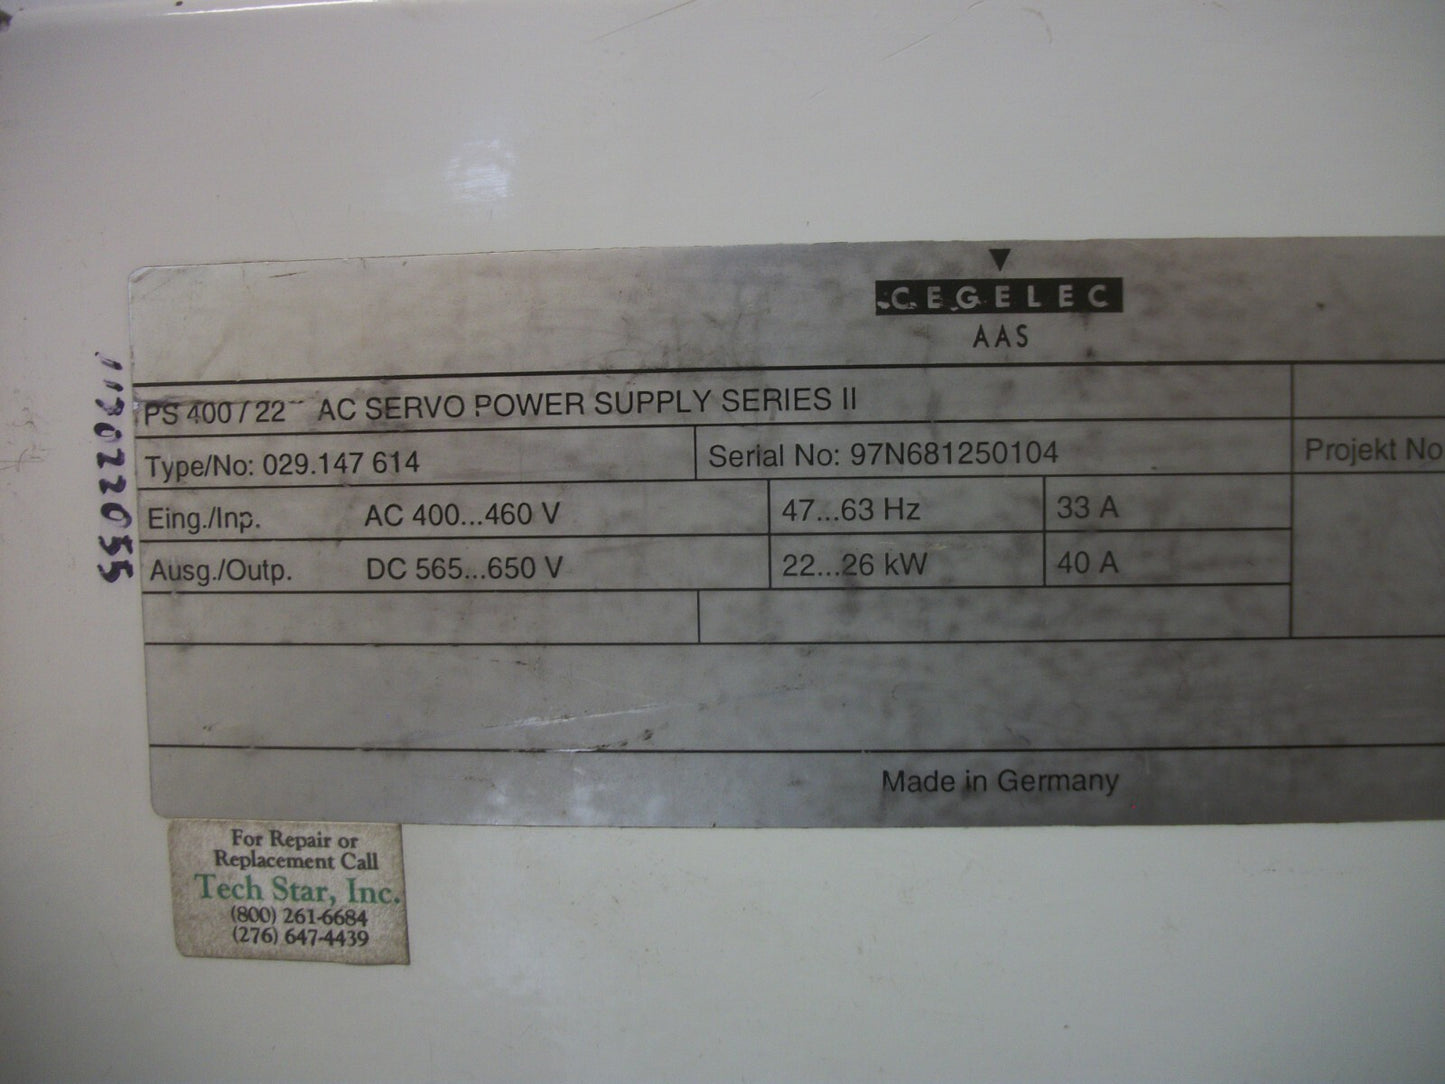 CEGELEC
AAS
PS 400 / 22 AC SERVO POWER SUPPLY SERIES II
Type/No: 029.147 614 Serial No: 97N681250104 Projekt No
Eing./Inp. AC 400...460 V 47...63 Hz 33 A
Ausg./Outp. DC 565...650 V 22...26 kW 40 A
Made in Germany
For Repair or
Replacement Call
Tech Star, Inc.
(800) 261-6684
(276) 647-4439